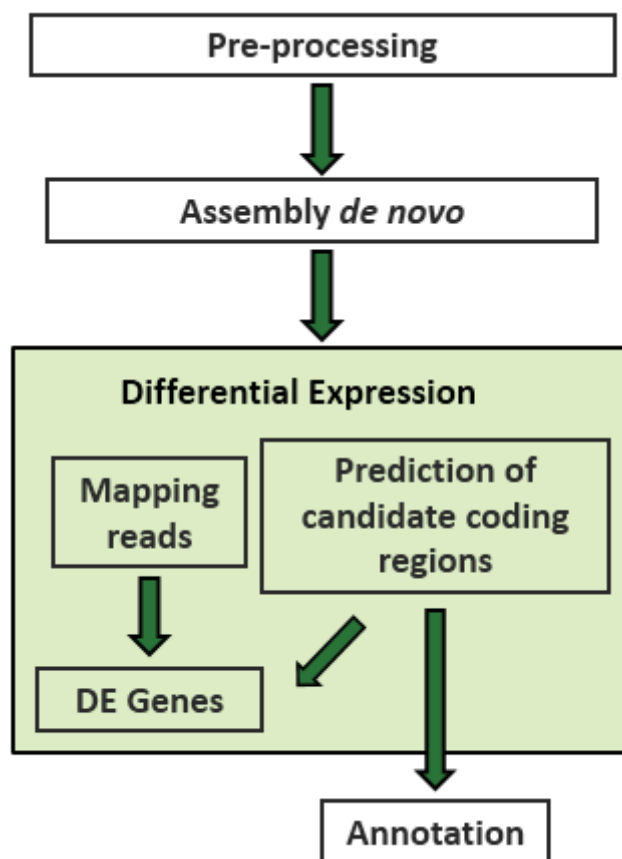 Pre-processing
Assembly de novo
Differential Expression
Mapping
reads
Prediction of
candidate coding
regions
DE Genes
Annotation